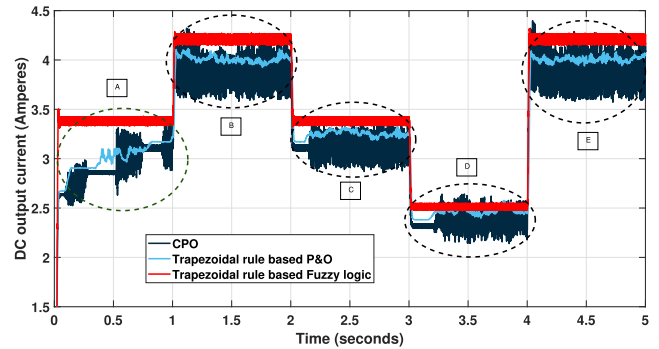 DC output current (Amperes)
4.5
4
3.5
3
2.5
2
1.5
A
B
C
D
E
CPO
Trapezoidal rule based P&O
Trapezoidal rule based Fuzzy logic
0 0.5 1 1.5 2 2.5 3 3.5 4 4.5 5
Time (seconds)